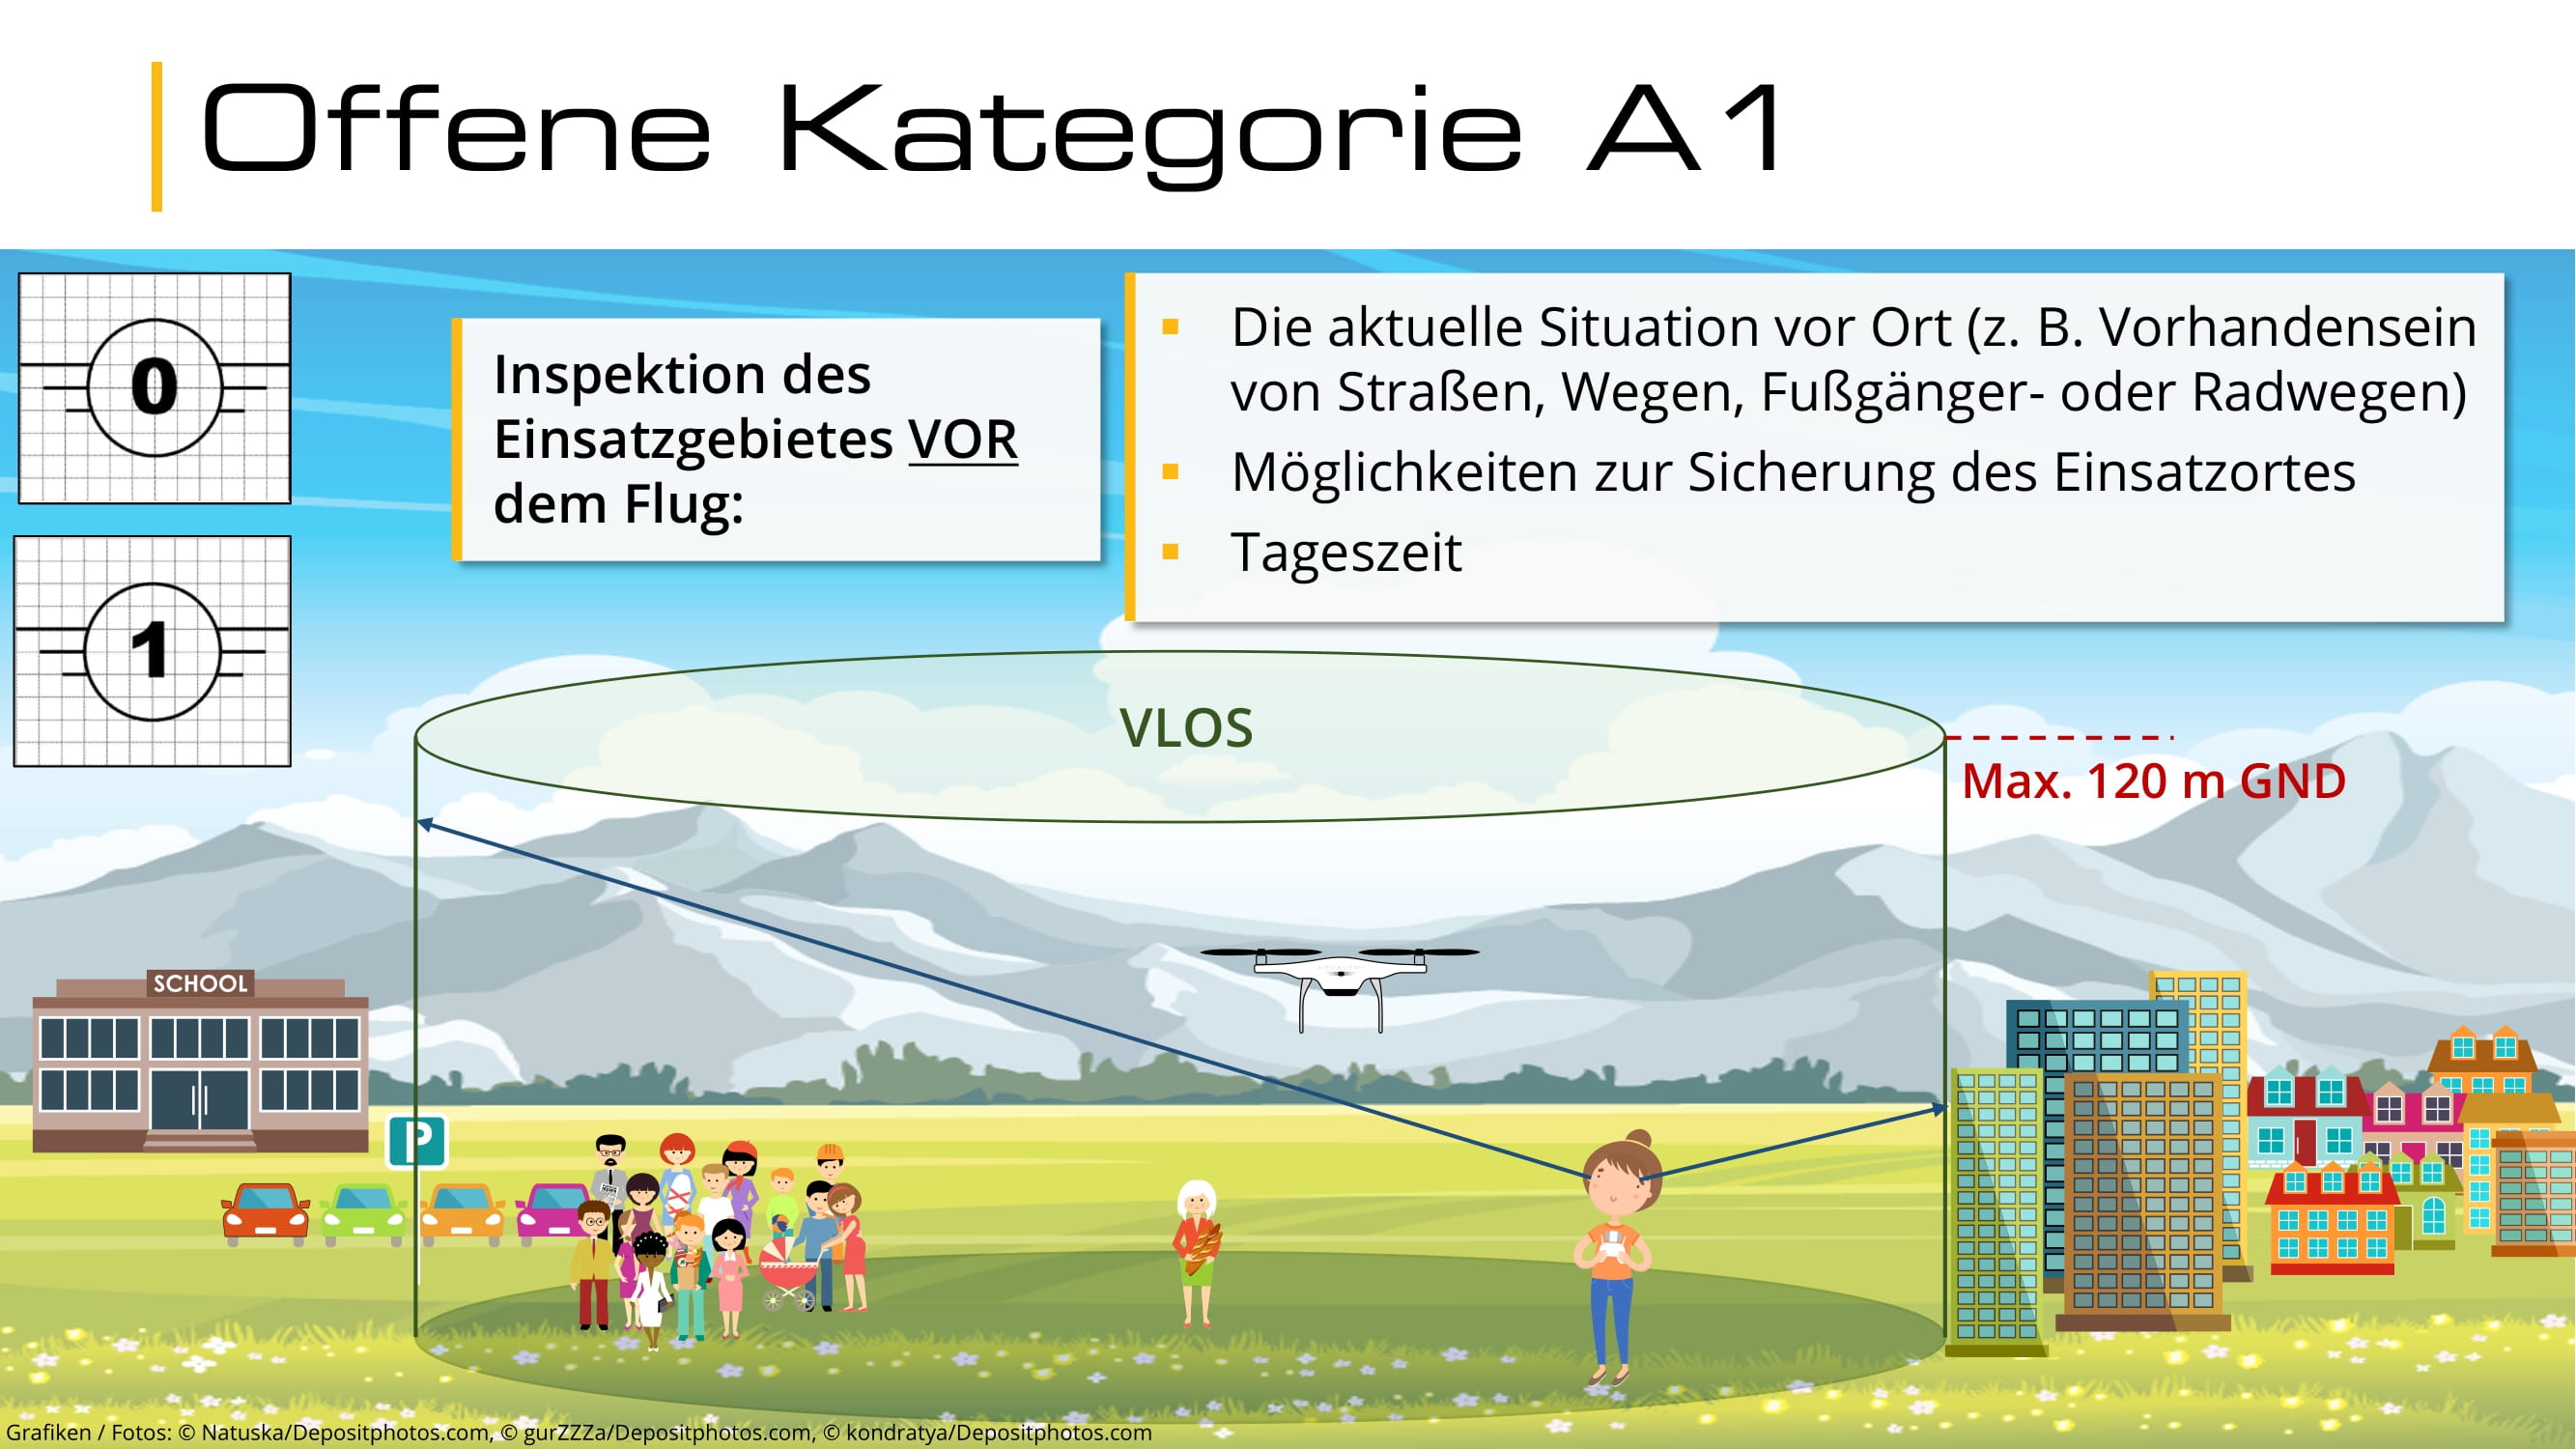 Offene Kategorie A1
0
1
Inspektion des
Einsatzgebietes VOR
dem Flug:
Die aktuelle Situation vor Ort (z. B. Vorhandensein
von Straßen, Wegen, Fußgänger- oder Radwegen)
Möglichkeiten zur Sicherung des Einsatzortes
Tageszeit
VLOS
Max. 120 m GND
SCHOOL
P
Grafiken / Fotos: © Natuska/Depositphotos.com, © gurZZZa/Depositphotos.com, © kondratya/Depositphotos.com